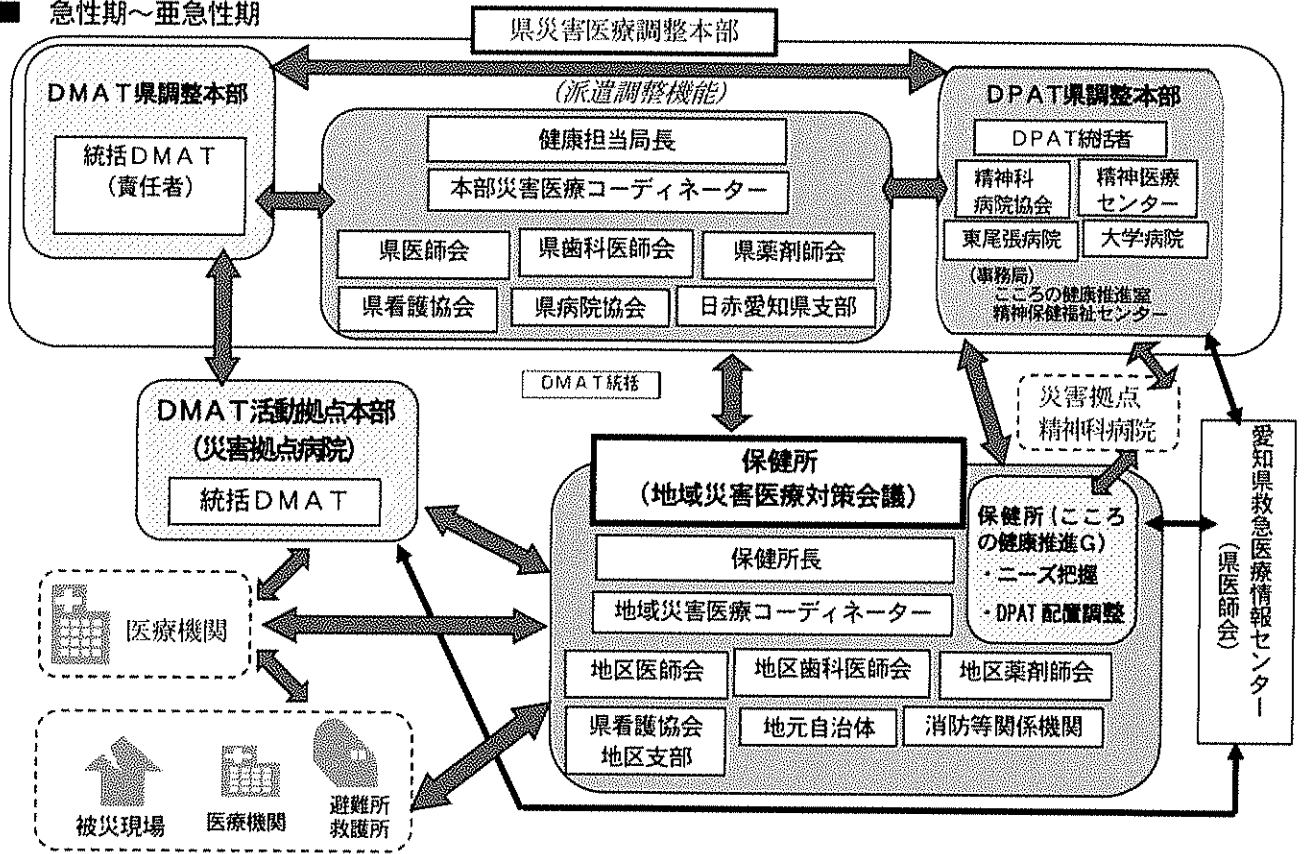 ■ 急性期～亜急性期
県災害医療調整本部
DMAT県調整本部
統括DMAT
(責任者)
(派遣調整機能)
健康担当局長
本部災害医療コーディネーター
県医師会
県歯科医師会
県薬剤師会
県看護協会
県病院協会
日赤愛知県支部
DPAT県調整本部
DPAT統括者
精神科
病院協会
精神医療
センター
東尾張病院
大学病院
(事務局)
こころの健康推進室
精神保健福祉センター
DMAT活動拠点本部
(災害拠点病院)
統括DMAT
DMAT統括
災害拠点
精神科病院
保健所
(地域災害医療対策会議)
保健所長
地域災害医療コーディネーター
保健所(こころ
の健康推進G)
・ニーズ把握
・DPAT配置調整
地区医師会
地区歯科医師会
地区薬剤師会
県看護協会
地区支部
地元自治体
消防等関係機関
愛知県救急医療情報センター
(県医師会)
医療機関
被災現場
医療機関
避難所
救護所